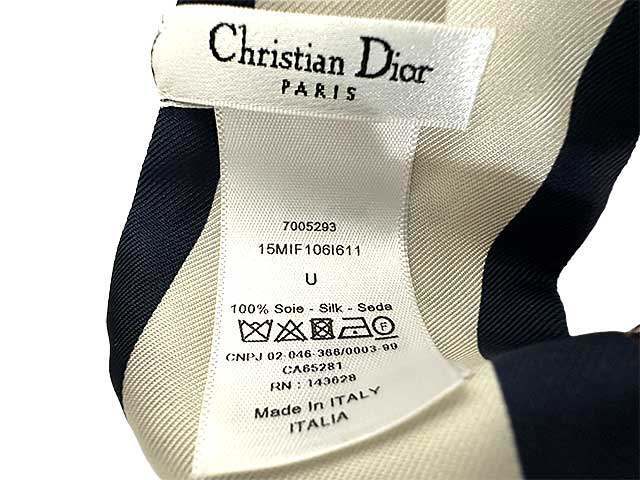 Christian Dior
PARIS
7005293
15MIF106I611
U
100% Soie - Silk - Seda
F
CNPJ 02-046-366/0003-99
CA65281
RN : 143628
Made In ITALY
ITALIA